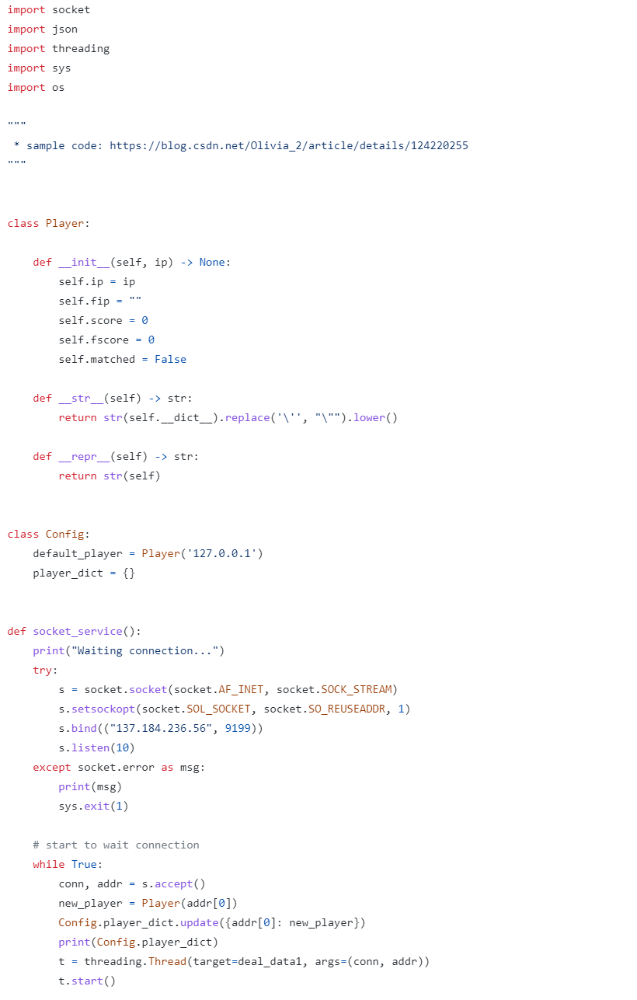 import socket
import json
import threading
import sys
import os
"""
 * sample code: https://blog.csdn.net/Olivia_2/article/details/124220255
"""
class Player:
    def __init__(self, ip) -> None:
        self.ip = ip
        self.fip = ""
        self.score = 0
        self.fscore = 0
        self.matched = False
    def __str__(self) -> str:
        return str(self.__dict__).replace('\'', "\"").lower()
    def __repr__(self) -> str:
        return str(self)
class Config:
    default_player = Player('127.0.0.1')
    player_dict = {}
def socket_service():
    print("Waiting connection...")
    try:
        s = socket.socket(socket.AF_INET, socket.SOCK_STREAM)
        s.setsockopt(socket.SOL_SOCKET, socket.SO_REUSEADDR, 1)
        s.bind(("137.184.236.56", 9199))
        s.listen(10)
    except socket.error as msg:
        print(msg)
        sys.exit(1)
    # start to wait connection
    while True:
        conn, addr = s.accept()
        new_player = Player(addr[0])
        Config.player_dict.update({addr[0]: new_player})
        print(Config.player_dict)
        t = threading.Thread(target=deal_data1, args=(conn, addr))
        t.start()